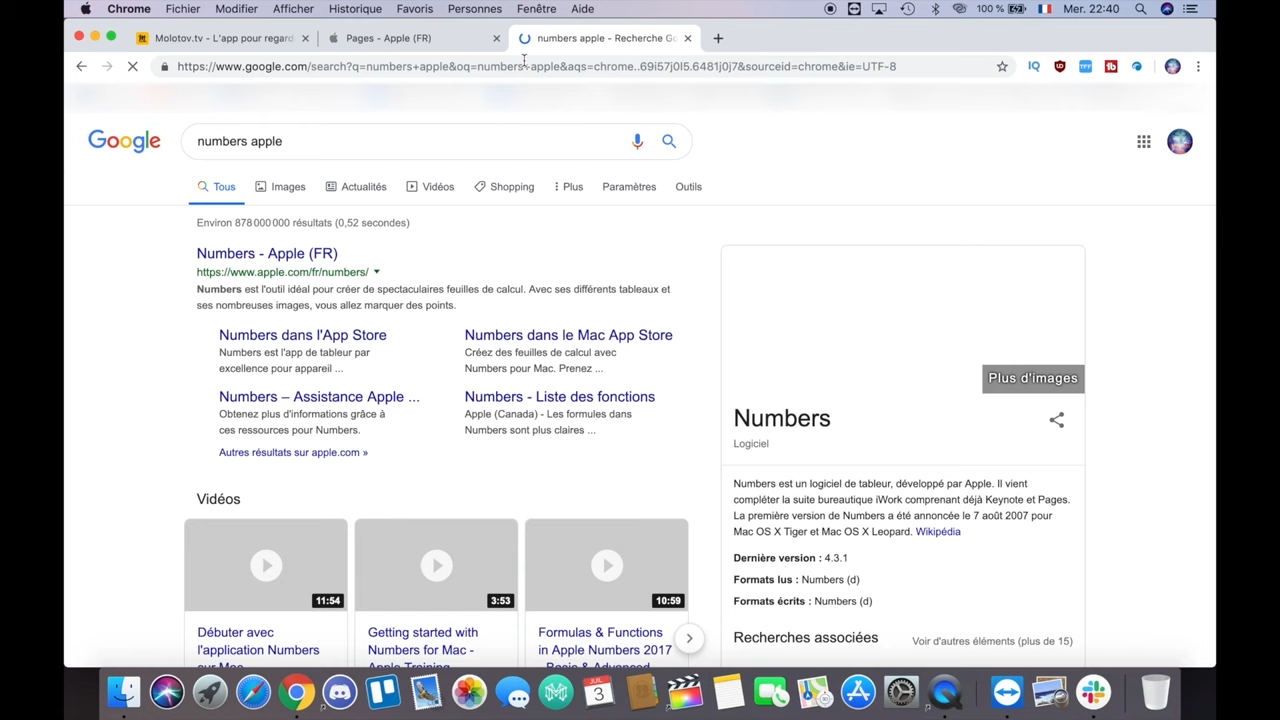 Chrome Fichier Modifier Afficher Historique Favoris Personnes Fenêtre Aide 100 % Mer. 22:40
Molotov.tv - L'app pour regard Pages - Apple (FR) numbers apple - Recherche Go
https://www.google.com/search?q=numbers+apple&oq=numbers+apple&aqs=chrome..69i57j0l5.6481j0j7&sourceid=chrome&ie=UTF-8
Google numbers apple
Tous Images Actualités Vidéos Shopping Plus Paramètres Outils
Environ 878 000 000 résultats (0,52 secondes)
Numbers - Apple (FR)
https://www.apple.com/fr/numbers/
Numbers est l'outil idéal pour créer de spectaculaires feuilles de calcul. Avec ses différents tableaux et
ses nombreuses images, vous allez marquer des points.
Numbers dans l'App Store
Numbers est l'app de tableur par
excellence pour appareil ...
Numbers dans le Mac App Store
Créez des feuilles de calcul avec
Numbers pour Mac. Prenez ...
Numbers – Assistance Apple ...
Obtenez plus d'informations grâce à
ces ressources pour Numbers.
Numbers - Liste des fonctions
Apple (Canada) - Les formules dans
Numbers sont plus claires ...
Autres résultats sur apple.com »
Vidéos
11:54
3:53
10:59
Débuter avec
l'application Numbers
sur Mac
Getting started with
Numbers for Mac -
Apple Training
Formulas & Functions
in Apple Numbers 2017
- Basic & Advanced
Plus d'images
Numbers
Logiciel
Numbers est un logiciel de tableur, développé par Apple. Il vient
compléter la suite bureautique iWork comprenant déjà Keynote et Pages.
La première version de Numbers a été annoncée le 7 août 2007 pour
Mac OS X Tiger et Mac OS X Leopard. Wikipédia
Dernière version : 4.3.1
Formats lus : Numbers (d)
Formats écrits : Numbers (d)
Recherches associées Voir d'autres éléments (plus de 15)
JUL
3